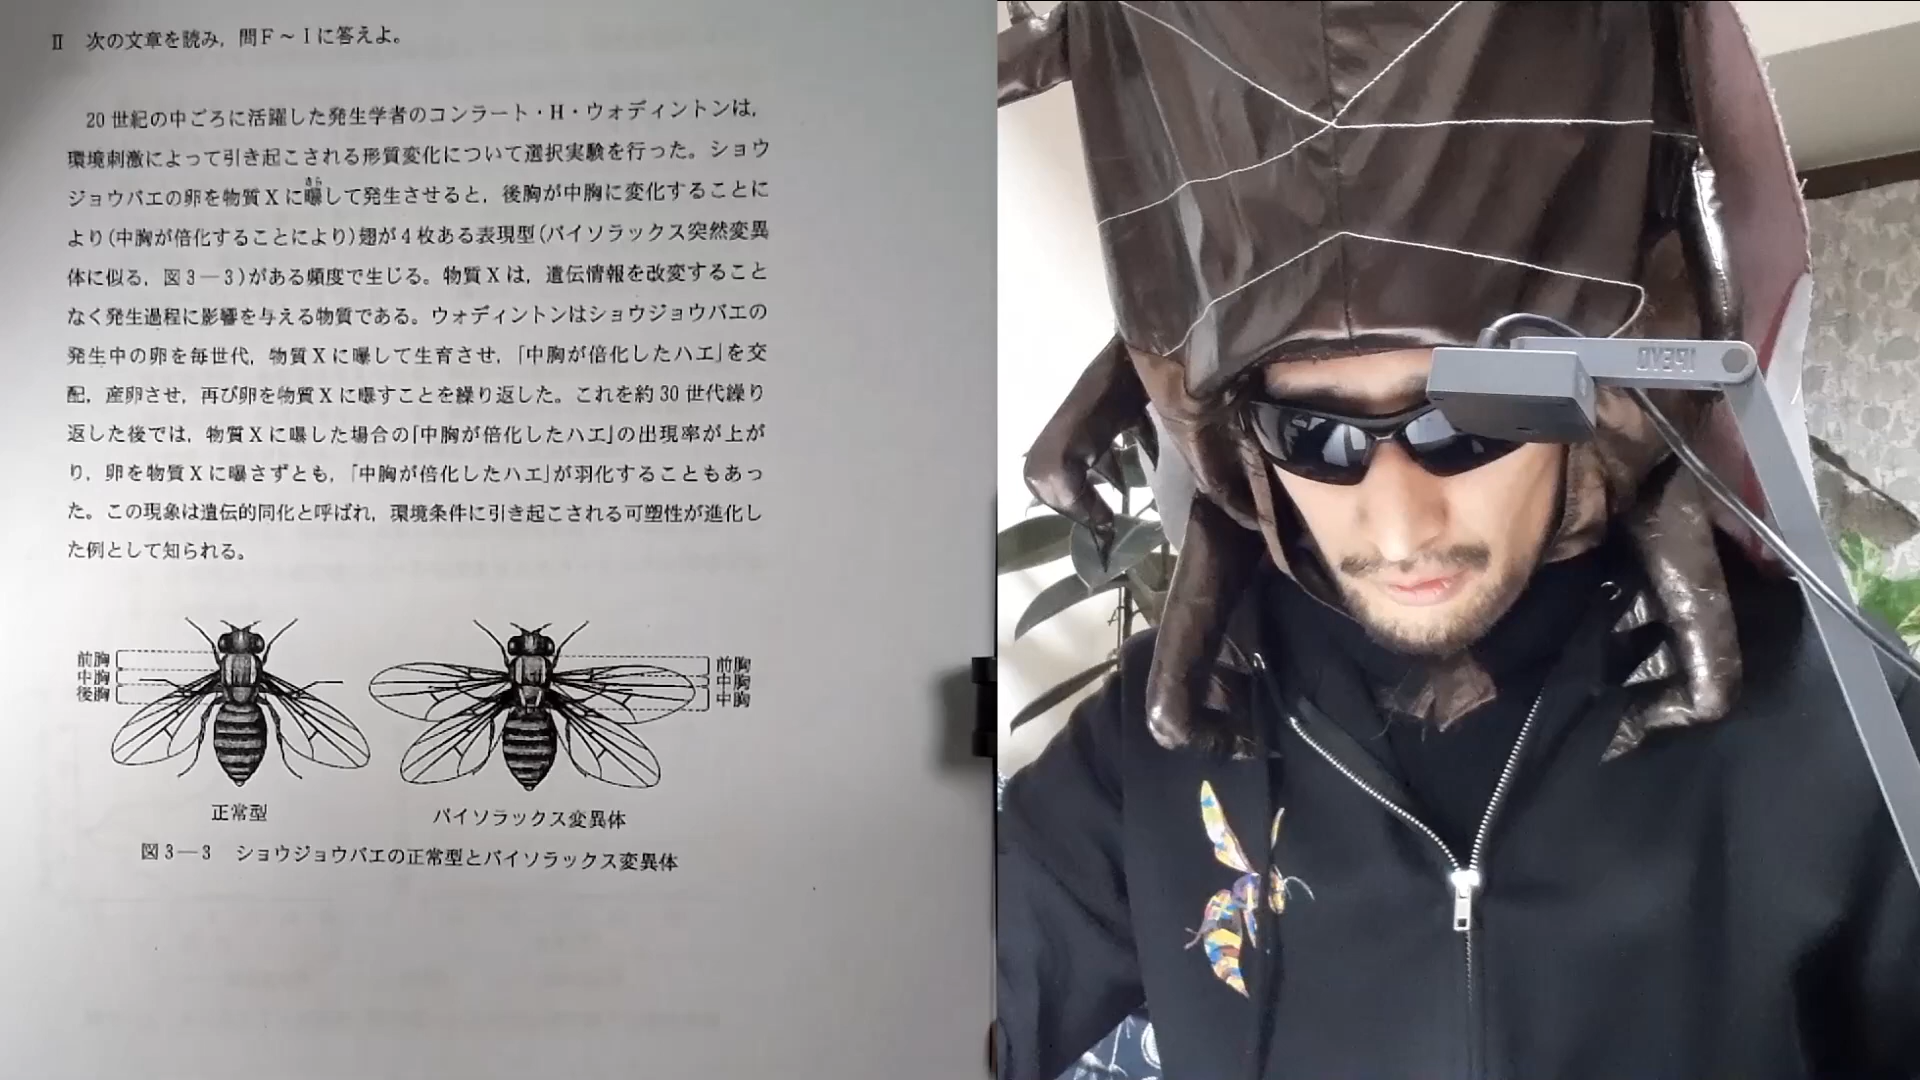 Ⅱ 次の文章を読み，問F～Iに答えよ。
20世紀の中ごろに活躍した発生学者のコンラート・H・ウォディントンは，
環境刺激によって引き起こされる形質変化について選択実験を行った。ショウ
さら
ジョウバエの卵を物質Xに曝して発生させると，後胸が中胸に変化することに
より(中胸が倍化することにより)翅が4枚ある表現型(バイソラックス突然変異
体に似る，図3－3)がある頻度で生じる。物質Xは，遺伝情報を改変すること
なく発生過程に影響を与える物質である。ウォディントンはショウジョウバエの
発生中の卵を毎世代，物質Xに曝して生育させ，「中胸が倍化したハエ」を交
配，産卵させ，再び卵を物質Xに曝すことを繰り返した。これを約30世代繰り
返した後では，物質Xに曝した場合の「中胸が倍化したハエ」の出現率が上が
り，卵を物質Xに曝さずとも，「中胸が倍化したハエ」が羽化することもあっ
た。この現象は遺伝的同化と呼ばれ，環境条件に引き起こされる可塑性が進化し
た例として知られる。
前胸
中胸
後胸
前胸
中胸
中胸
正常型
バイソラックス変異体
図3－3 ショウジョウバエの正常型とバイソラックス変異体
IPEVO